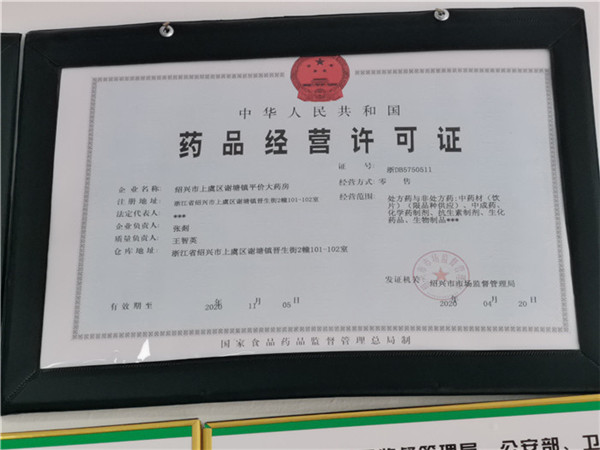 中华人民共和国
药品经营许可证
证 号: 浙DB5750511
企业名称: 绍兴市上虞区谢塘镇平价大药房
经营方式: 零 售
注册地址: 浙江省绍兴市上虞区谢塘镇晋生街2幢101-102室
经营范围: 处方药与非处方药:中药材(饮
片)(限品种供应)、中成药、
化学药制剂、抗生素制剂、生化
药品、生物制品***
法定代表人: ***
企业负责人: 张剡
质量负责人: 王智英
仓库地址: 浙江省绍兴市上虞区谢塘镇晋生街2幢101-102室
发证机关 绍兴市市场监督管理局
有效期至 2020 年 11 月 05 日
2020 年 04 月 20 日
国家食品药品监督管理总局制
管理局、公安部、卫